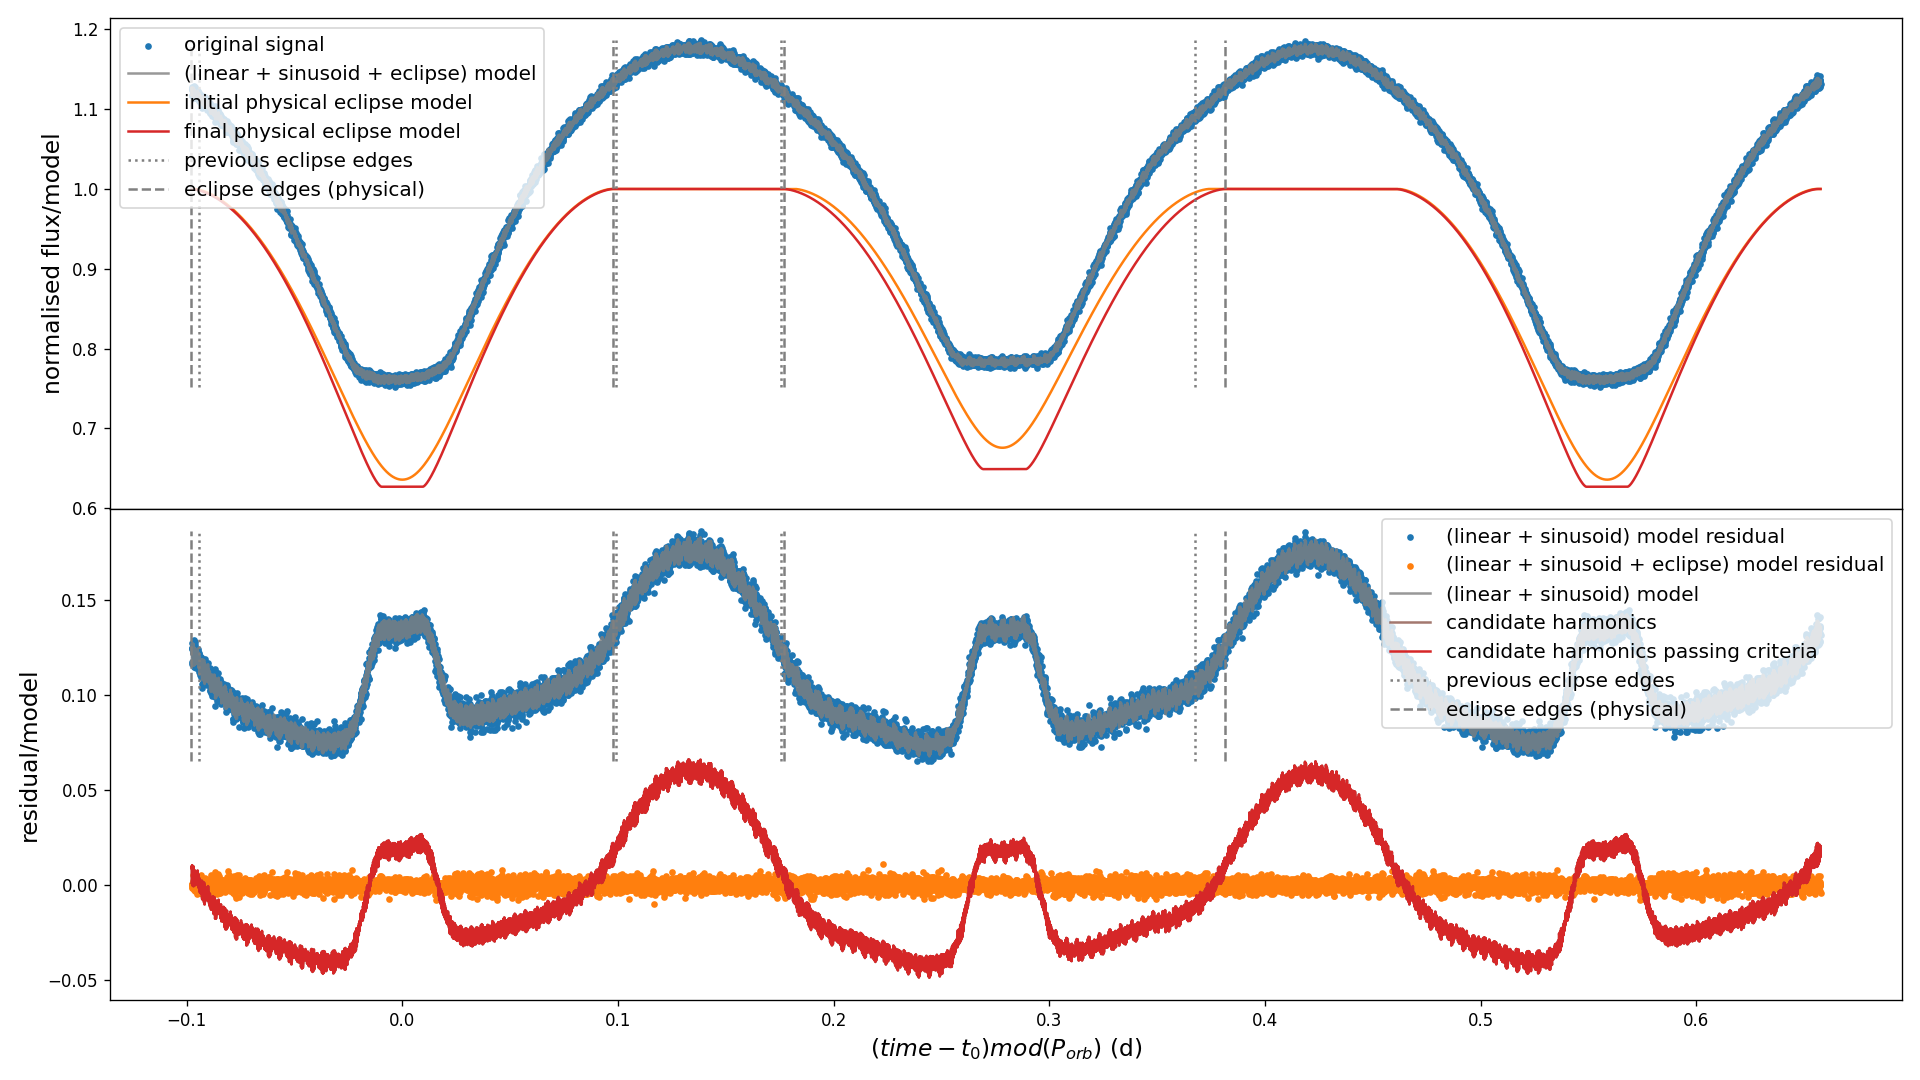 normalised flux/model
1.2
1.1
1.0
0.9
0.8
0.7
0.6
original signal
(linear + sinusoid + eclipse) model
initial physical eclipse model
final physical eclipse model
previous eclipse edges
eclipse edges (physical)
residual/model
0.15
0.10
0.05
0.00
−0.05
(linear + sinusoid) model residual
(linear + sinusoid + eclipse) model residual
(linear + sinusoid) model
candidate harmonics
candidate harmonics passing criteria
previous eclipse edges
eclipse edges (physical)
−0.1 0.0 0.1 0.2 0.3 0.4 0.5 0.6
(time − t₀)mod(Pₒᵣb) (d)